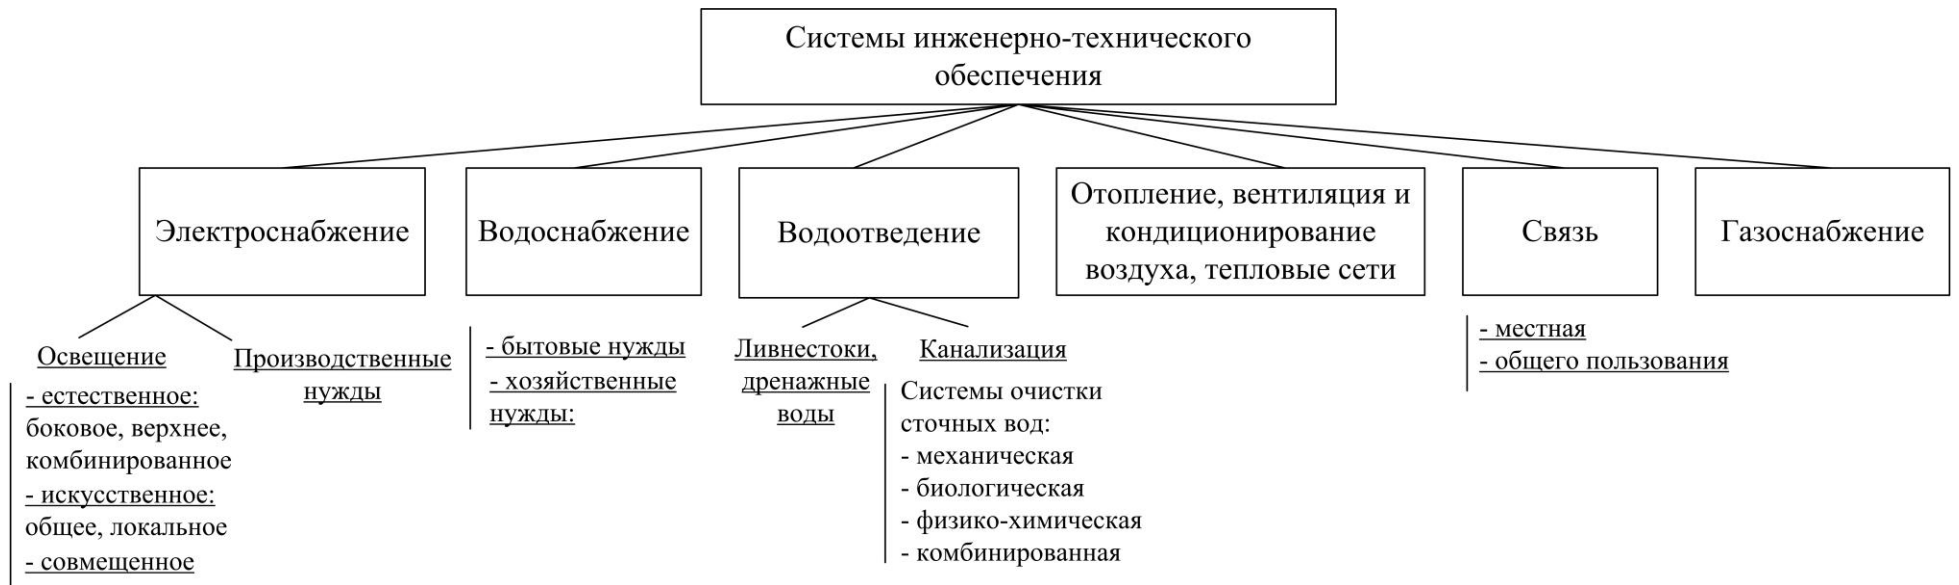 Системы инженерно-технического
обеспечения
Электроснабжение
Водоснабжение
Водоотведение
Отопление, вентиляция и
кондиционирование
воздуха, тепловые сети
Связь
Газоснабжение
Освещение
- естественное:
боковое, верхнее,
комбинированное
- искусственное:
общее, локальное
- совмещенное
Производственные
нужды
- бытовые нужды
- хозяйственные
нужды:
Ливнестоки,
дренажные
воды
Канализация
Системы очистки
сточных вод:
- механическая
- биологическая
- физико-химическая
- комбинированная
- местная
- общего пользования